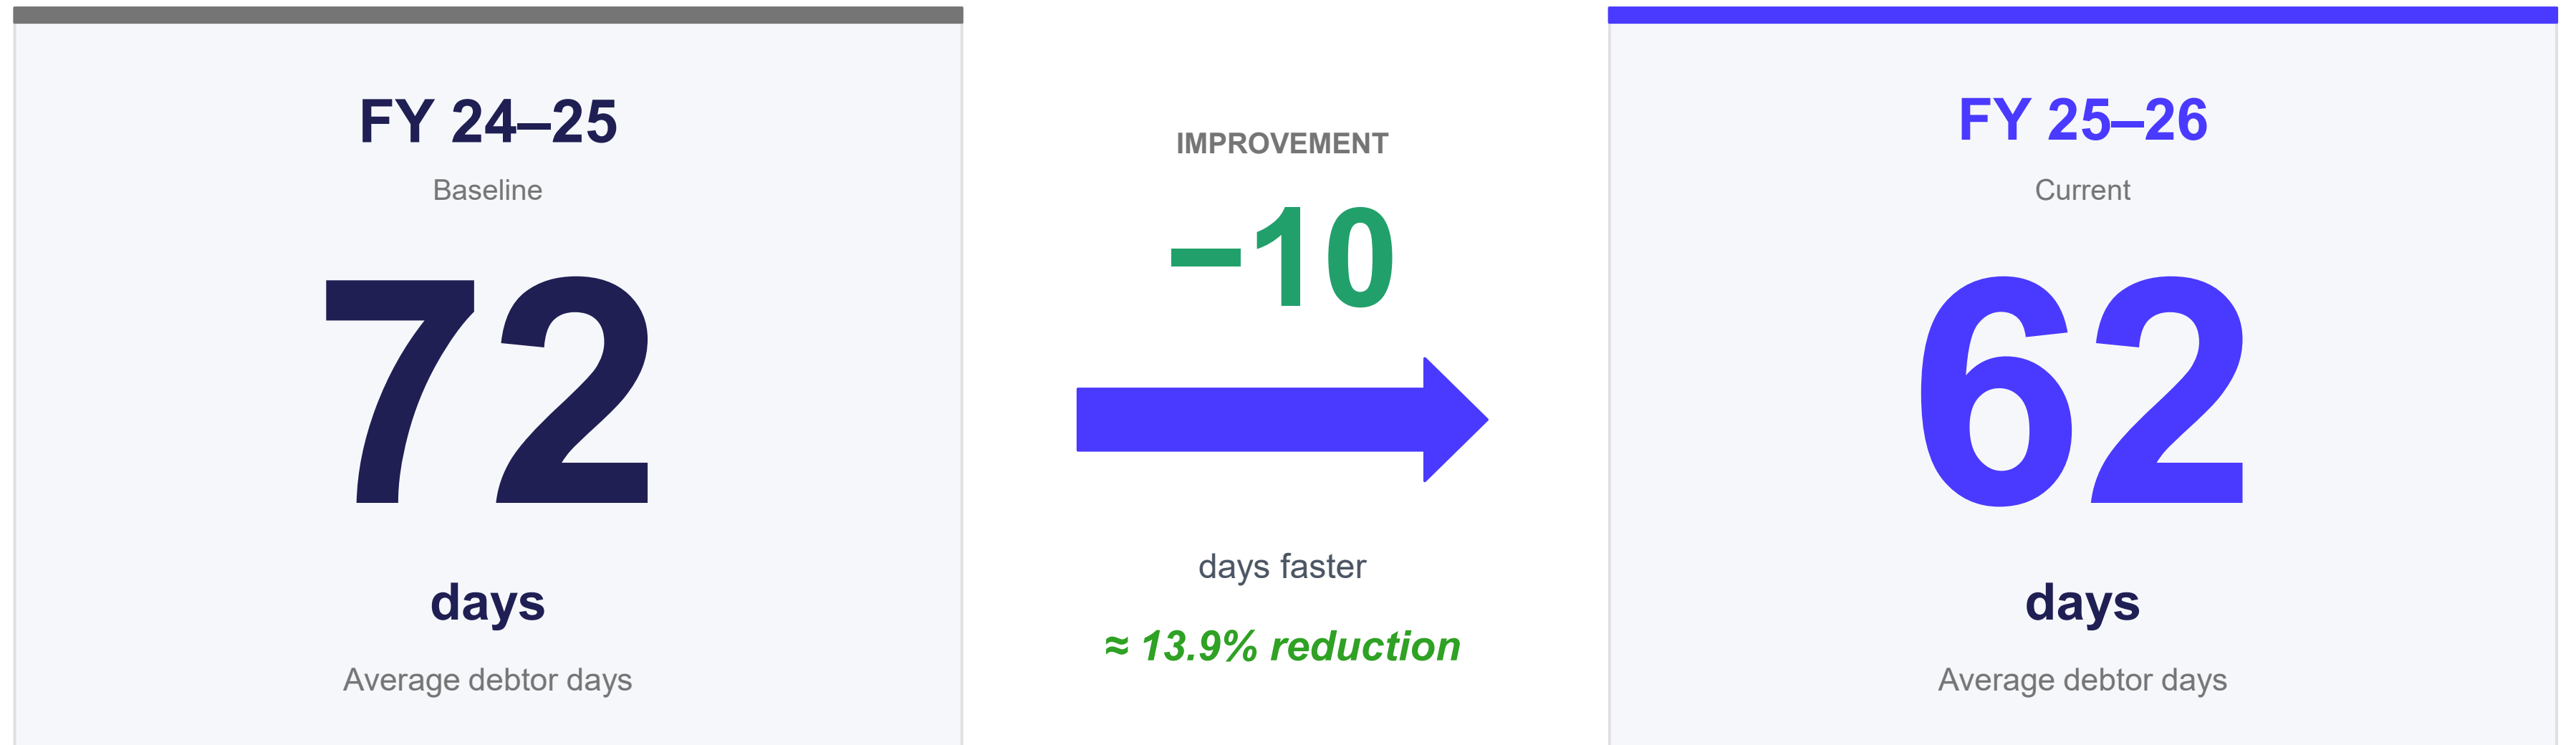 FY 24–25
Baseline
72
days
Average debtor days
IMPROVEMENT
−10
days faster
≈ 13.9% reduction
FY 25–26
Current
62
days
Average debtor days